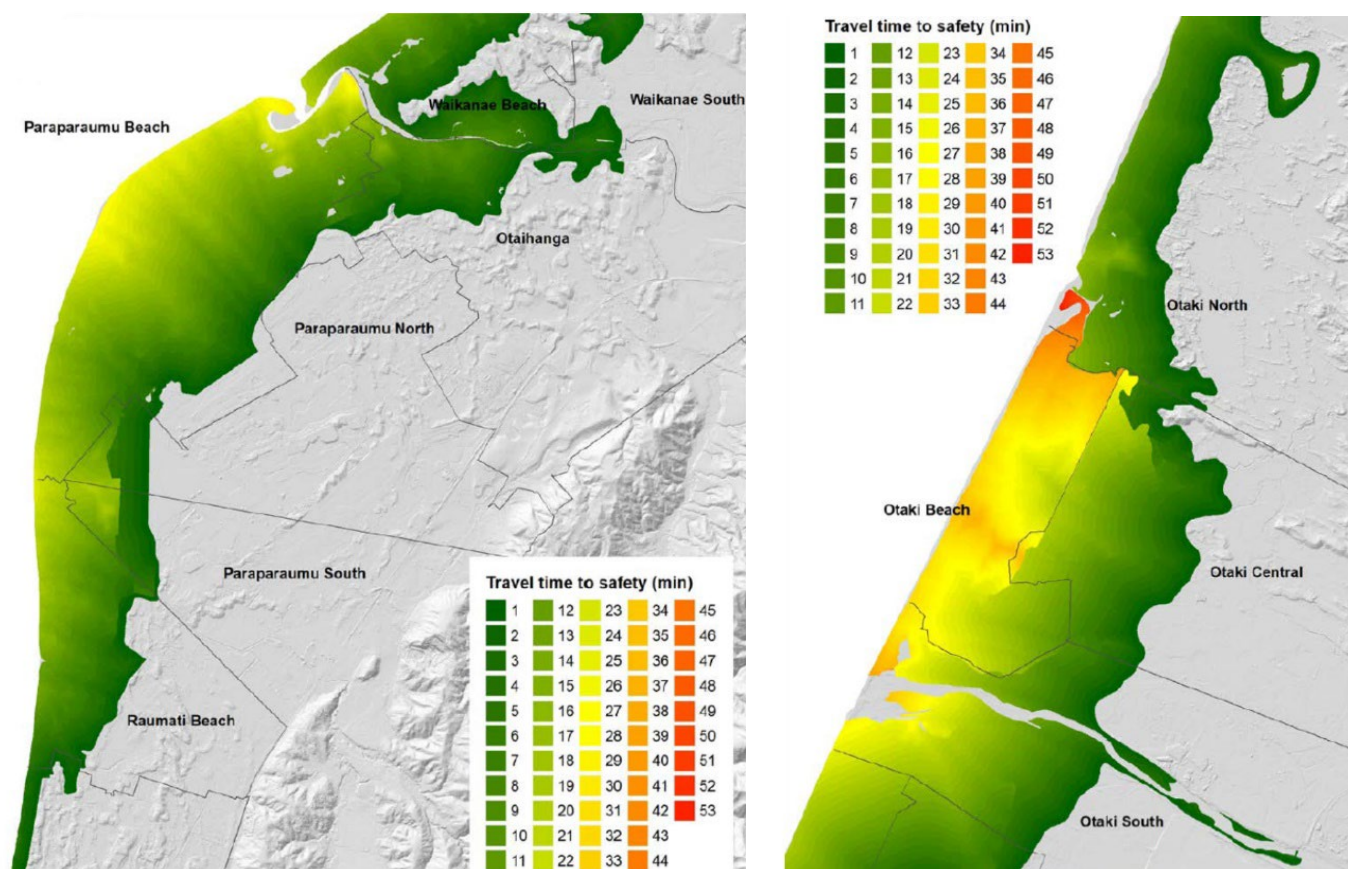 Waikanae Beach
Waikanae South
Paraparaumu Beach
Otaihanga
Paraparaumu North
Paraparaumu South
Raumati Beach
Travel time to safety (min)
1 12 23 34 45
2 13 24 35 46
3 14 25 36 47
4 15 26 37 48
5 16 27 38 49
6 17 28 39 50
7 18 29 40 51
8 19 30 41 52
9 20 31 42 53
10 21 32 43
11 22 33 44
Travel time to safety (min)
1 12 23 34 45
2 13 24 35 46
3 14 25 36 47
4 15 26 37 48
5 16 27 38 49
6 17 28 39 50
7 18 29 40 51
8 19 30 41 52
9 20 31 42 53
10 21 32 43
11 22 33 44
Otaki North
Otaki Beach
Otaki Central
Otaki South